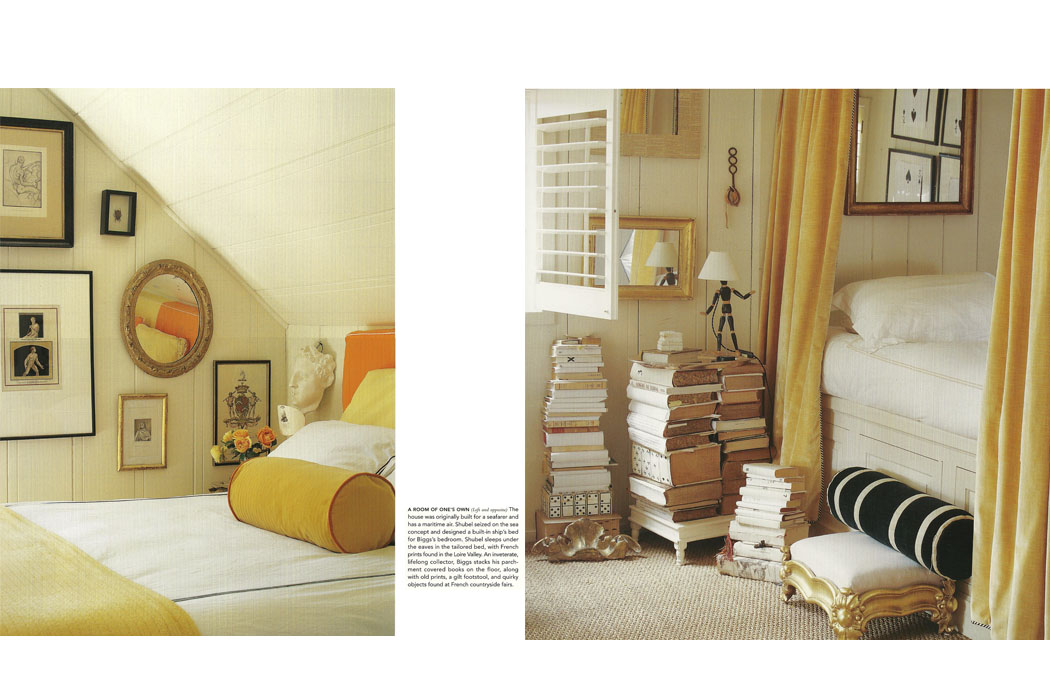 A ROOM OF ONE'S OWN (Left and opposite) The
house was originally built for a seafarer and
has a maritime air. Shubel seized on the sea
concept and designed a built-in ship's bed
for Biggs's bedroom. Shubel sleeps under
the eaves in the tailored bed, with French
prints found in the Loire Valley. An inveterate,
lifelong collector, Biggs stacks his parch-
ment covered books on the floor, along
with old prints, a gilt footstool, and quirky
objects found at French countryside fairs.